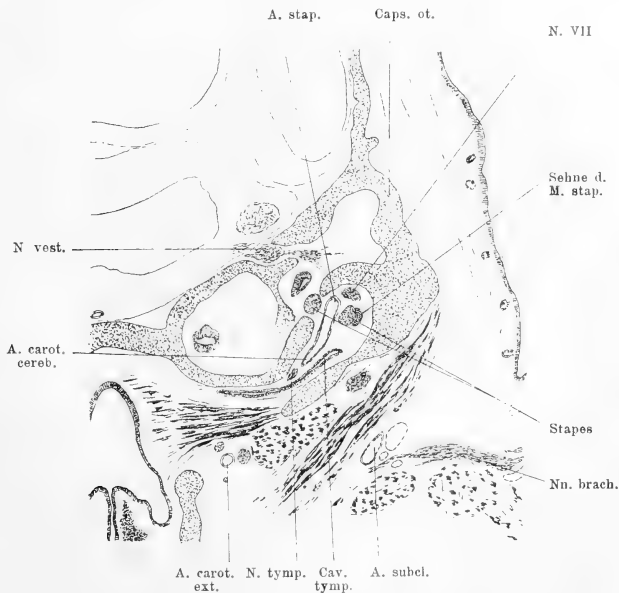 A. stap.
Caps. ot.
N. VII
Sehne d.
M. stap.
N vest.
A. carot.
cereb.
Stapes
Nn. brach.
A. carot.
ext.
N. tymp.
Cav.
tymp.
A. subcl.